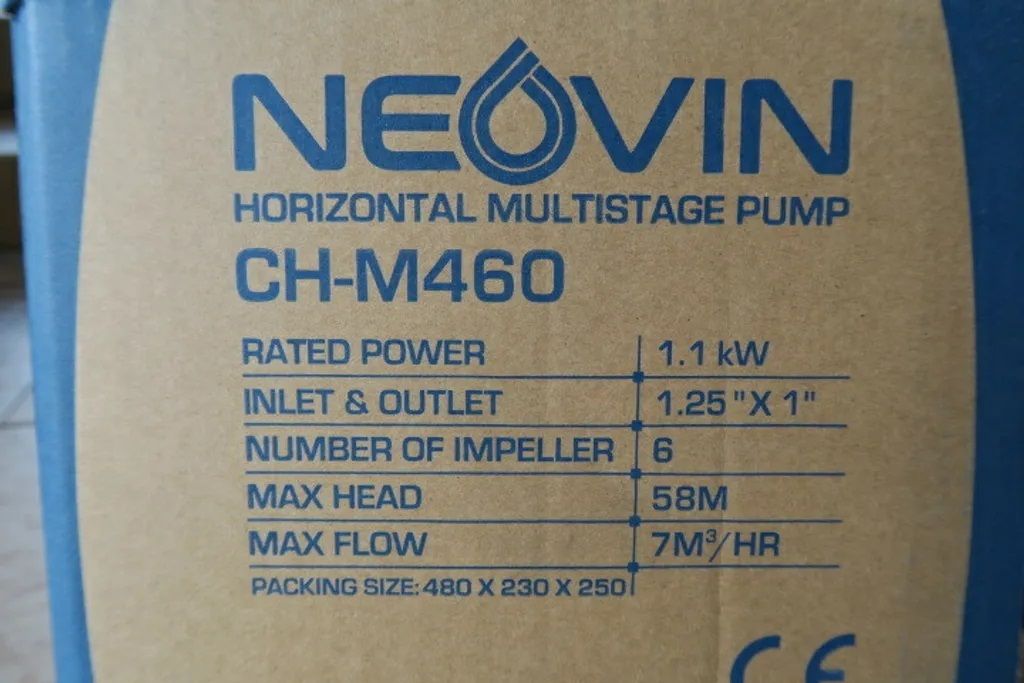 NEOVIN
HORIZONTAL MULTISTAGE PUMP
CH-M460
RATED POWER 1.1 kW
INLET & OUTLET 1.25 "X 1"
NUMBER OF IMPELLER 6
MAX HEAD 58M
MAX FLOW 7M³/HR
PACKING SIZE: 480 X 230 X 250
CE